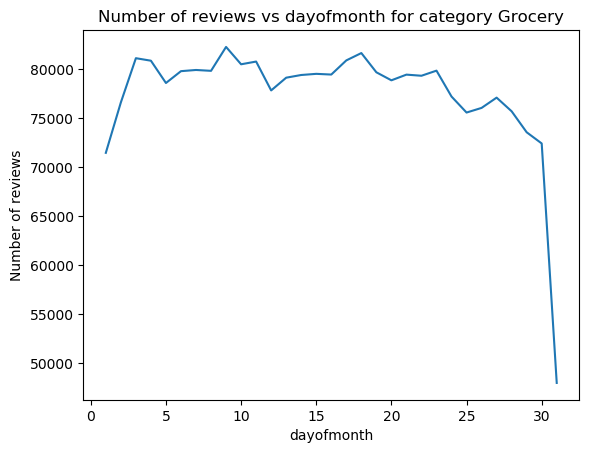 Number of reviews vs dayofmonth for category Grocery
Number of reviews
80000
75000
70000
65000
60000
55000
50000
0 5 10 15 20 25 30
dayofmonth